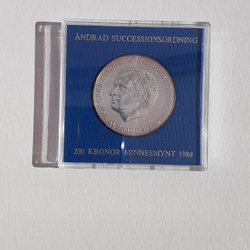 ÄNDRAD SUCCESSIONSORDNING
200 KRONOR MINNESMYNT 1980